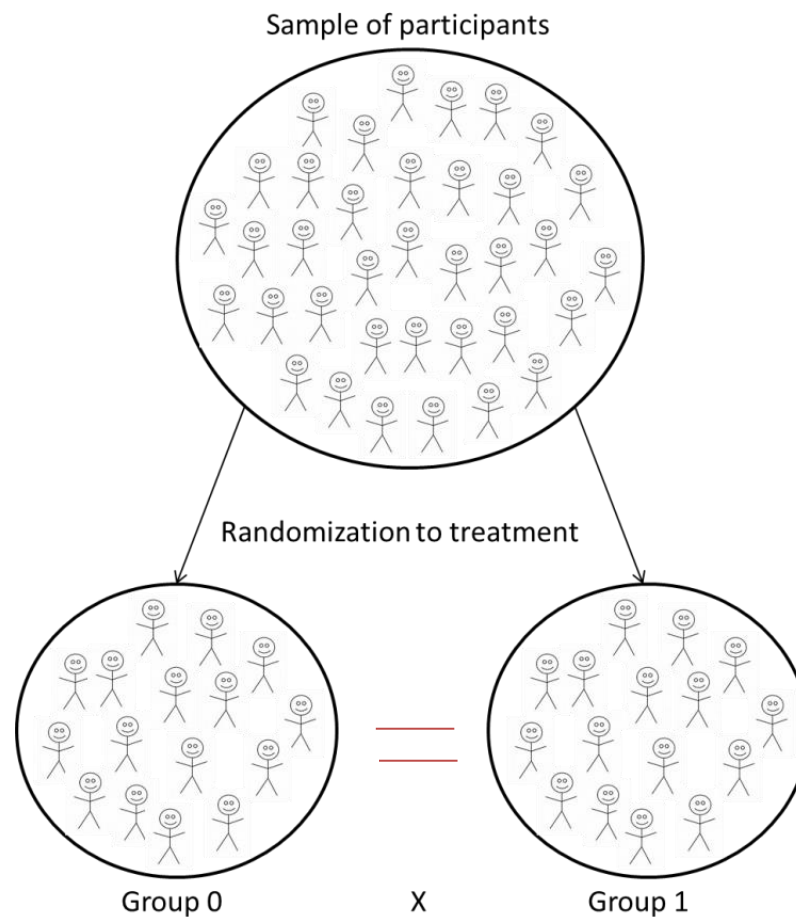 Sample of participants
Randomization to treatment
Group 0 X Group 1